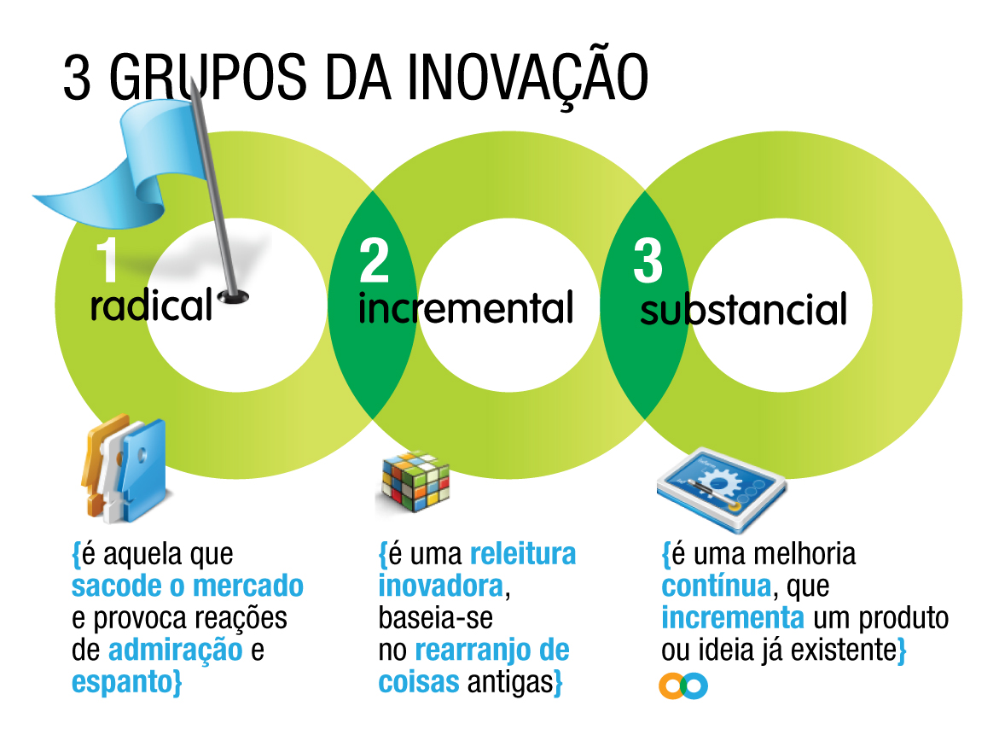 3 GRUPOS DA INOVAÇÃO
1
radical
2
incremental
3
substancial
{é aquela que
sacode o mercado
e provoca reações
de admiração e
espanto}
{é uma releitura
inovadora,
baseia-se
no rearranjo de
coisas antigas}
{é uma melhoria
contínua, que
incrementa um produto
ou ideia já existente}